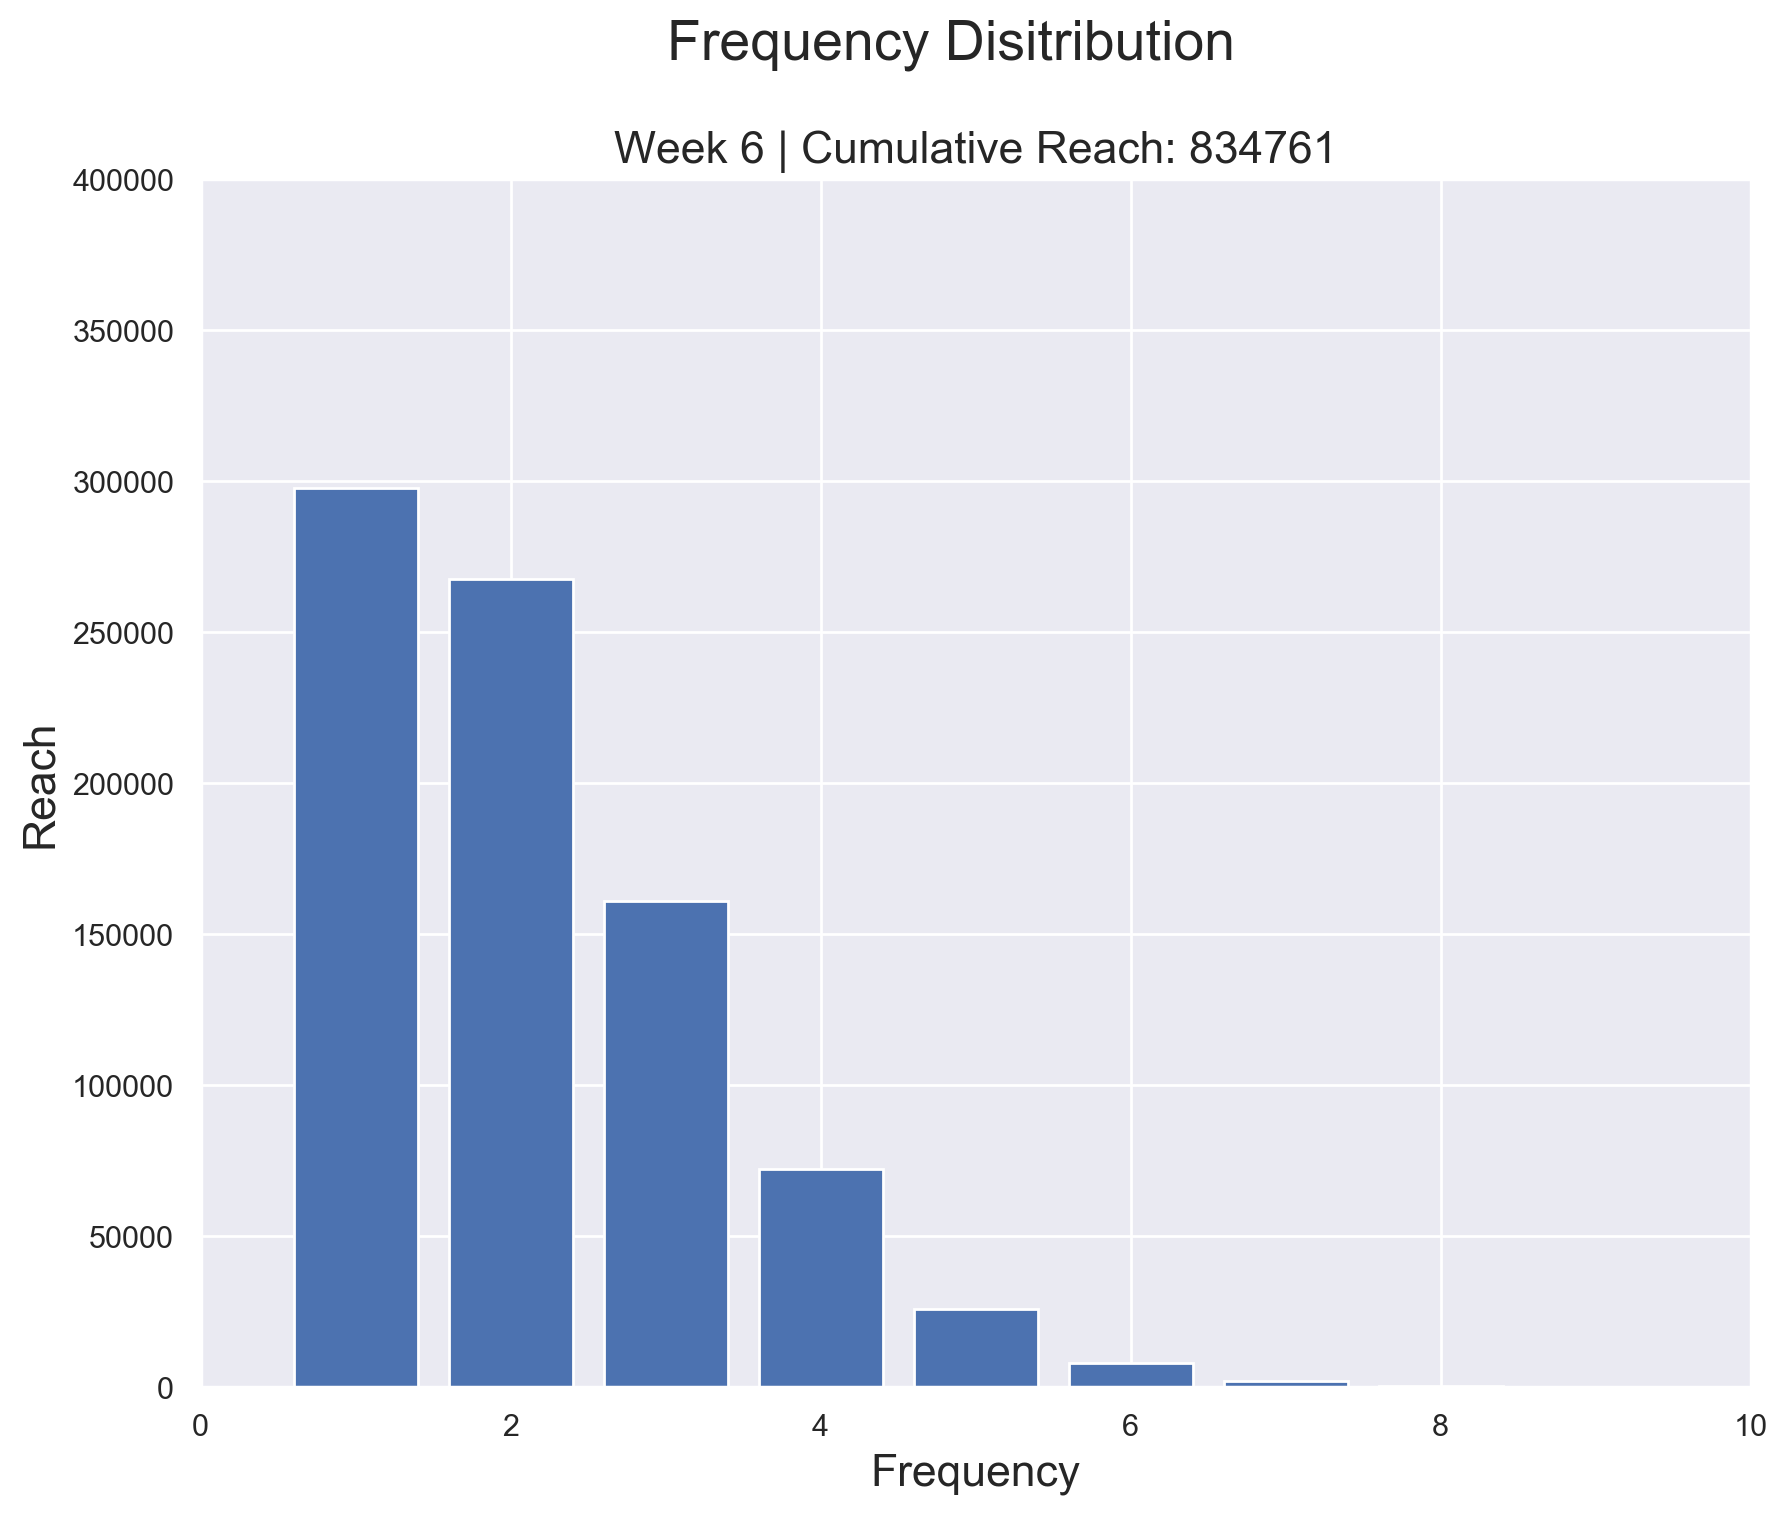 Frequency Disitribution
Week 6 | Cumulative Reach: 834761
400000
350000
300000
250000
200000
150000
100000
50000
0
Reach
0 2 4 6 8 10
Frequency